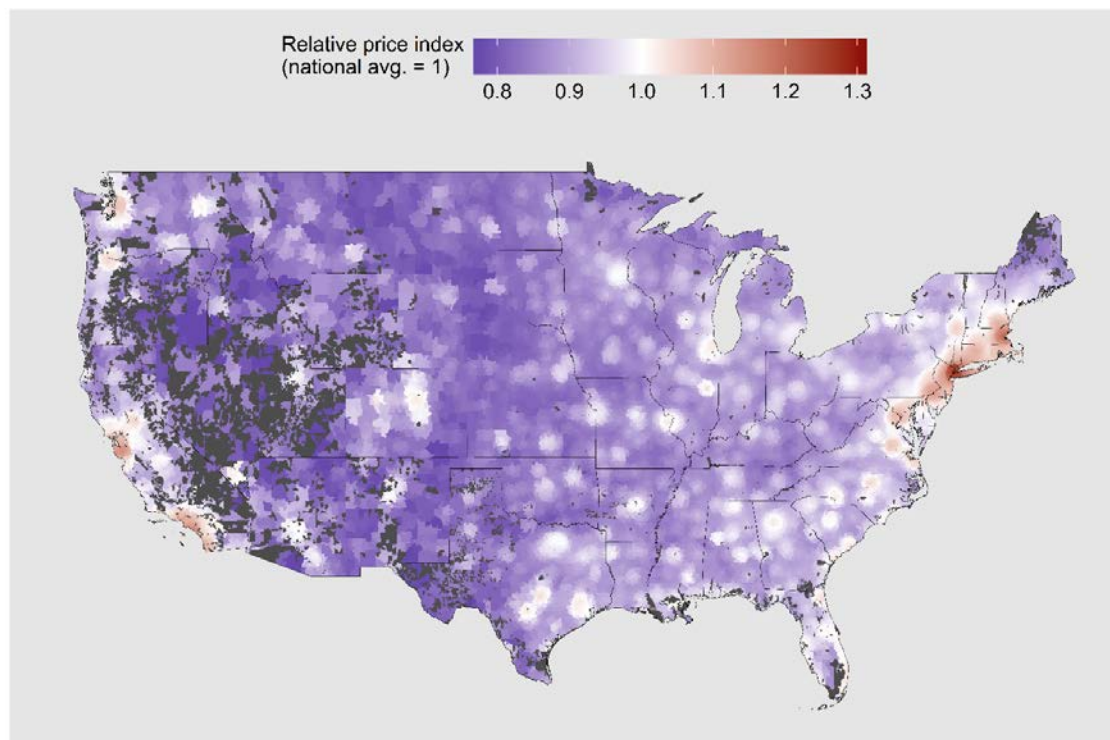 Relative price index
(national avg. = 1)
0.8 0.9 1.0 1.1 1.2 1.3